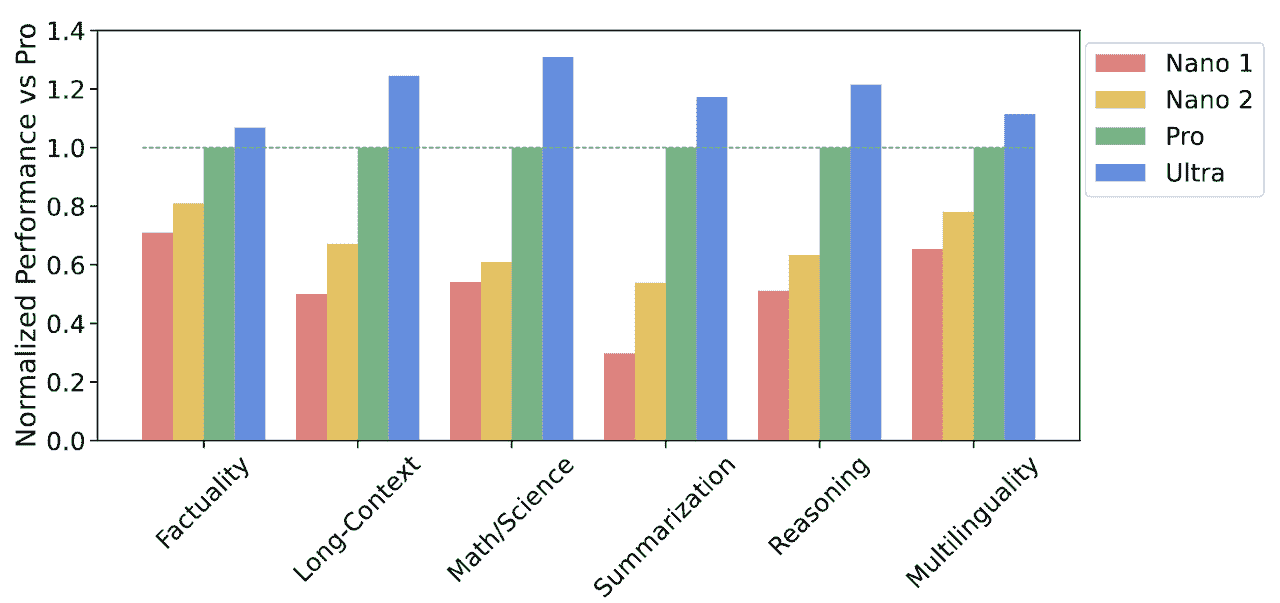 Normalized Performance vs Pro
1.4
1.2
1.0
0.8
0.6
0.4
0.2
0.0
Factuality
Long-Context
Math/Science
Summarization
Reasoning
Multilinguality
Nano 1
Nano 2
Pro
Ultra